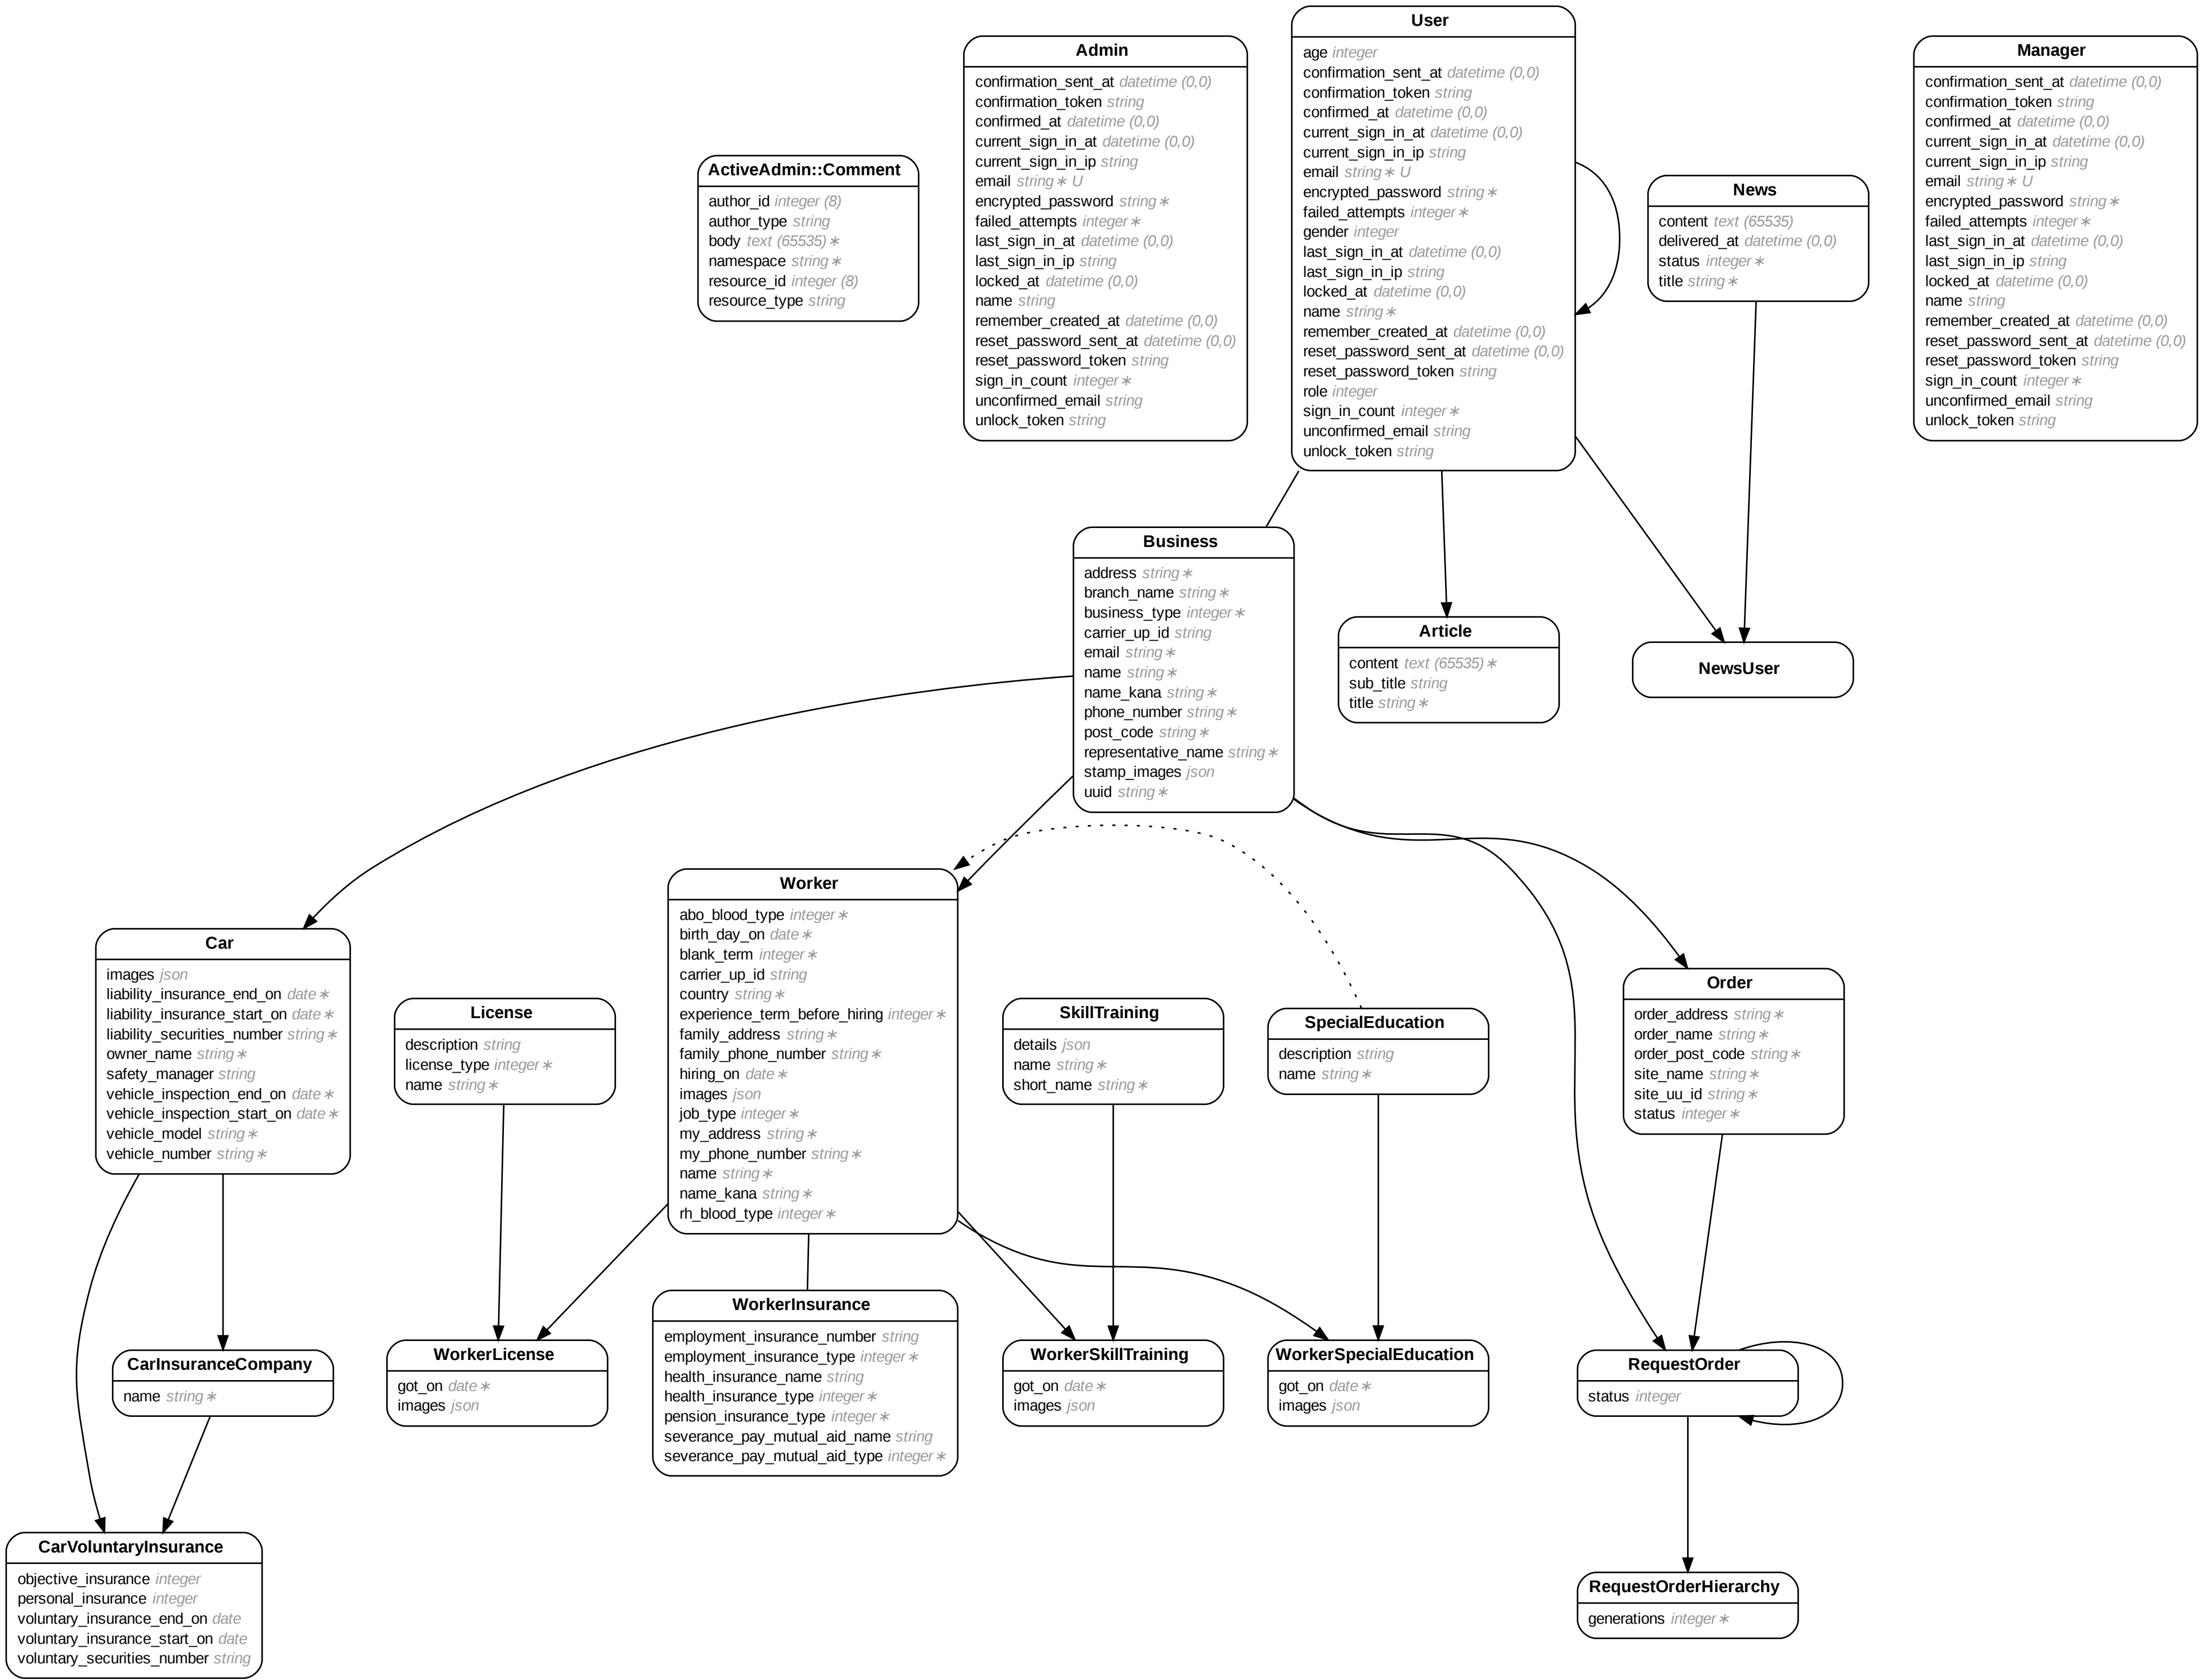 User
age integer
confirmation_sent_at datetime (0,0)
confirmation_token string
confirmed_at datetime (0,0)
current_sign_in_at datetime (0,0)
current_sign_in_ip string
email string∗ U
encrypted_password string∗
failed_attempts integer∗
gender integer
last_sign_in_at datetime (0,0)
last_sign_in_ip string
locked_at datetime (0,0)
name string∗
remember_created_at datetime (0,0)
reset_password_sent_at datetime (0,0)
reset_password_token string
role integer
sign_in_count integer∗
unconfirmed_email string
unlock_token string
Admin
confirmation_sent_at datetime (0,0)
confirmation_token string
confirmed_at datetime (0,0)
current_sign_in_at datetime (0,0)
current_sign_in_ip string
email string∗ U
encrypted_password string∗
failed_attempts integer∗
last_sign_in_at datetime (0,0)
last_sign_in_ip string
locked_at datetime (0,0)
name string
remember_created_at datetime (0,0)
reset_password_sent_at datetime (0,0)
reset_password_token string
sign_in_count integer∗
unconfirmed_email string
unlock_token string
Manager
confirmation_sent_at datetime (0,0)
confirmation_token string
confirmed_at datetime (0,0)
current_sign_in_at datetime (0,0)
current_sign_in_ip string
email string∗ U
encrypted_password string∗
failed_attempts integer∗
last_sign_in_at datetime (0,0)
last_sign_in_ip string
locked_at datetime (0,0)
name string
remember_created_at datetime (0,0)
reset_password_sent_at datetime (0,0)
reset_password_token string
sign_in_count integer∗
unconfirmed_email string
unlock_token string
ActiveAdmin::Comment
author_id integer (8)
author_type string
body text (65535)∗
namespace string∗
resource_id integer (8)
resource_type string
News
content text (65535)
delivered_at datetime (0,0)
status integer∗
title string∗
Business
address string∗
branch_name string∗
business_type integer∗
carrier_up_id string
email string∗
name string∗
name_kana string∗
phone_number string∗
post_code string∗
representative_name string∗
stamp_images json
uuid string∗
Article
content text (65535)∗
sub_title string
title string∗
NewsUser
Worker
abo_blood_type integer∗
birth_day_on date∗
blank_term integer∗
carrier_up_id string
country string∗
experience_term_before_hiring integer∗
family_address string∗
family_phone_number string∗
hiring_on date∗
images json
job_type integer∗
my_address string∗
my_phone_number string∗
name string∗
name_kana string∗
rh_blood_type integer∗
Car
images json
liability_insurance_end_on date∗
liability_insurance_start_on date∗
liability_securities_number string∗
owner_name string∗
safety_manager string
vehicle_inspection_end_on date∗
vehicle_inspection_start_on date∗
vehicle_model string∗
vehicle_number string∗
License
description string
license_type integer∗
name string∗
SkillTraining
details json
name string∗
short_name string∗
SpecialEducation
description string
name string∗
Order
order_address string∗
order_name string∗
order_post_code string∗
site_name string∗
site_uu_id string∗
status integer∗
CarInsuranceCompany
name string∗
WorkerLicense
got_on date∗
images json
WorkerInsurance
employment_insurance_number string
employment_insurance_type integer∗
health_insurance_name string
health_insurance_type integer∗
pension_insurance_type integer∗
severance_pay_mutual_aid_name string
severance_pay_mutual_aid_type integer∗
WorkerSkillTraining
got_on date∗
images json
WorkerSpecialEducation
got_on date∗
images json
RequestOrder
status integer
CarVoluntaryInsurance
objective_insurance integer
personal_insurance integer
voluntary_insurance_end_on date
voluntary_insurance_start_on date
voluntary_securities_number string
RequestOrderHierarchy
generations integer∗